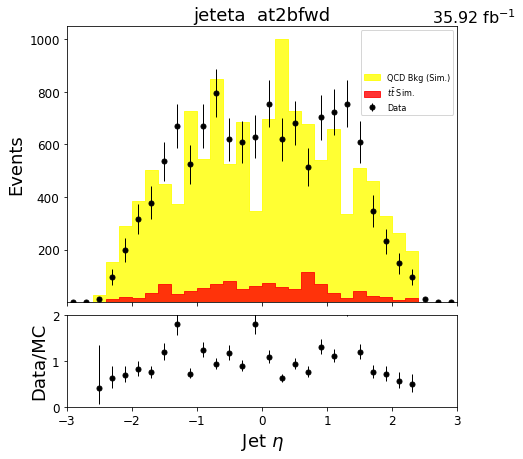 jeteta at2bfwd
35.92 fb⁻¹
1000
800
600
400
200
Events
QCD Bkg (Sim.)
tt̄ Sim.
Data
2
1
0
Data/MC
−3 −2 −1 0 1 2 3
Jet η